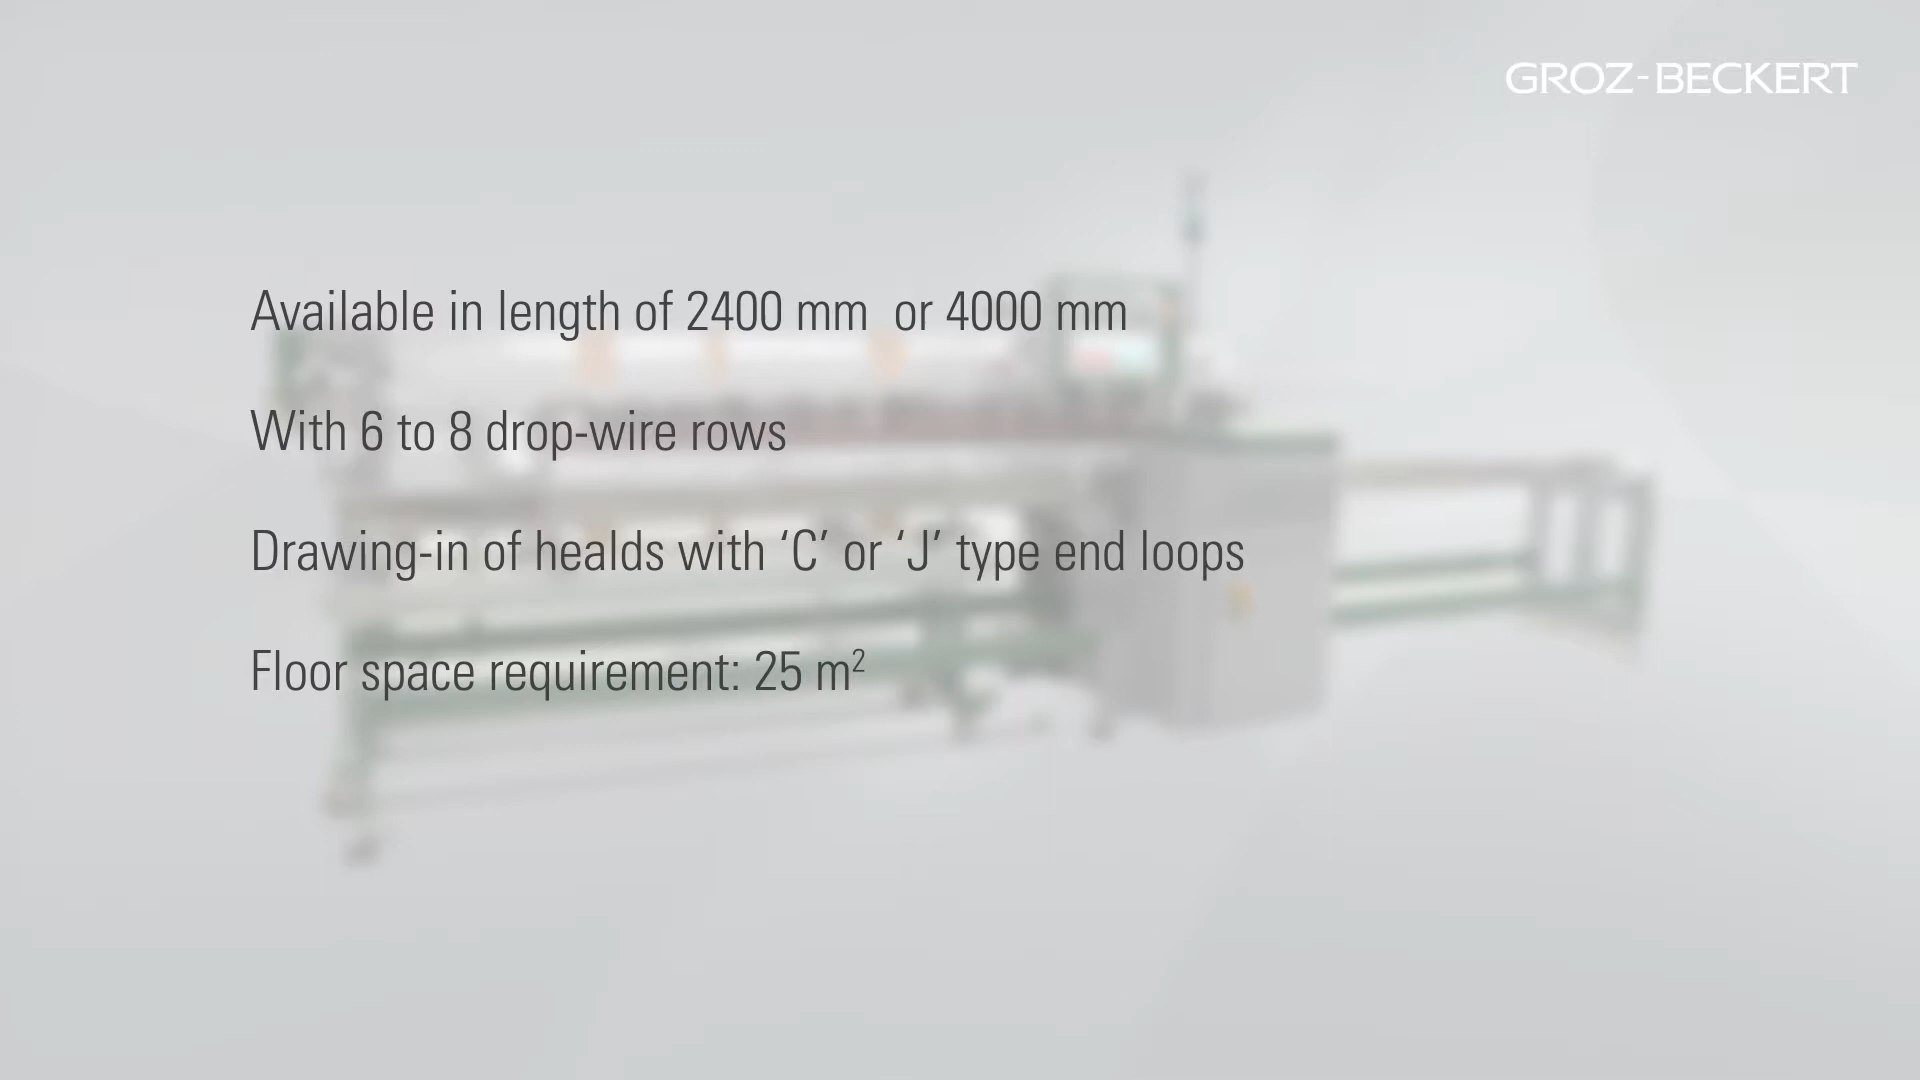 GROZ-BECKERT
Available in length of 2400 mm  or 4000 mm
With 6 to 8 drop-wire rows
Drawing-in of healds with ‘C’ or ‘J’ type end loops
Floor space requirement: 25 m²